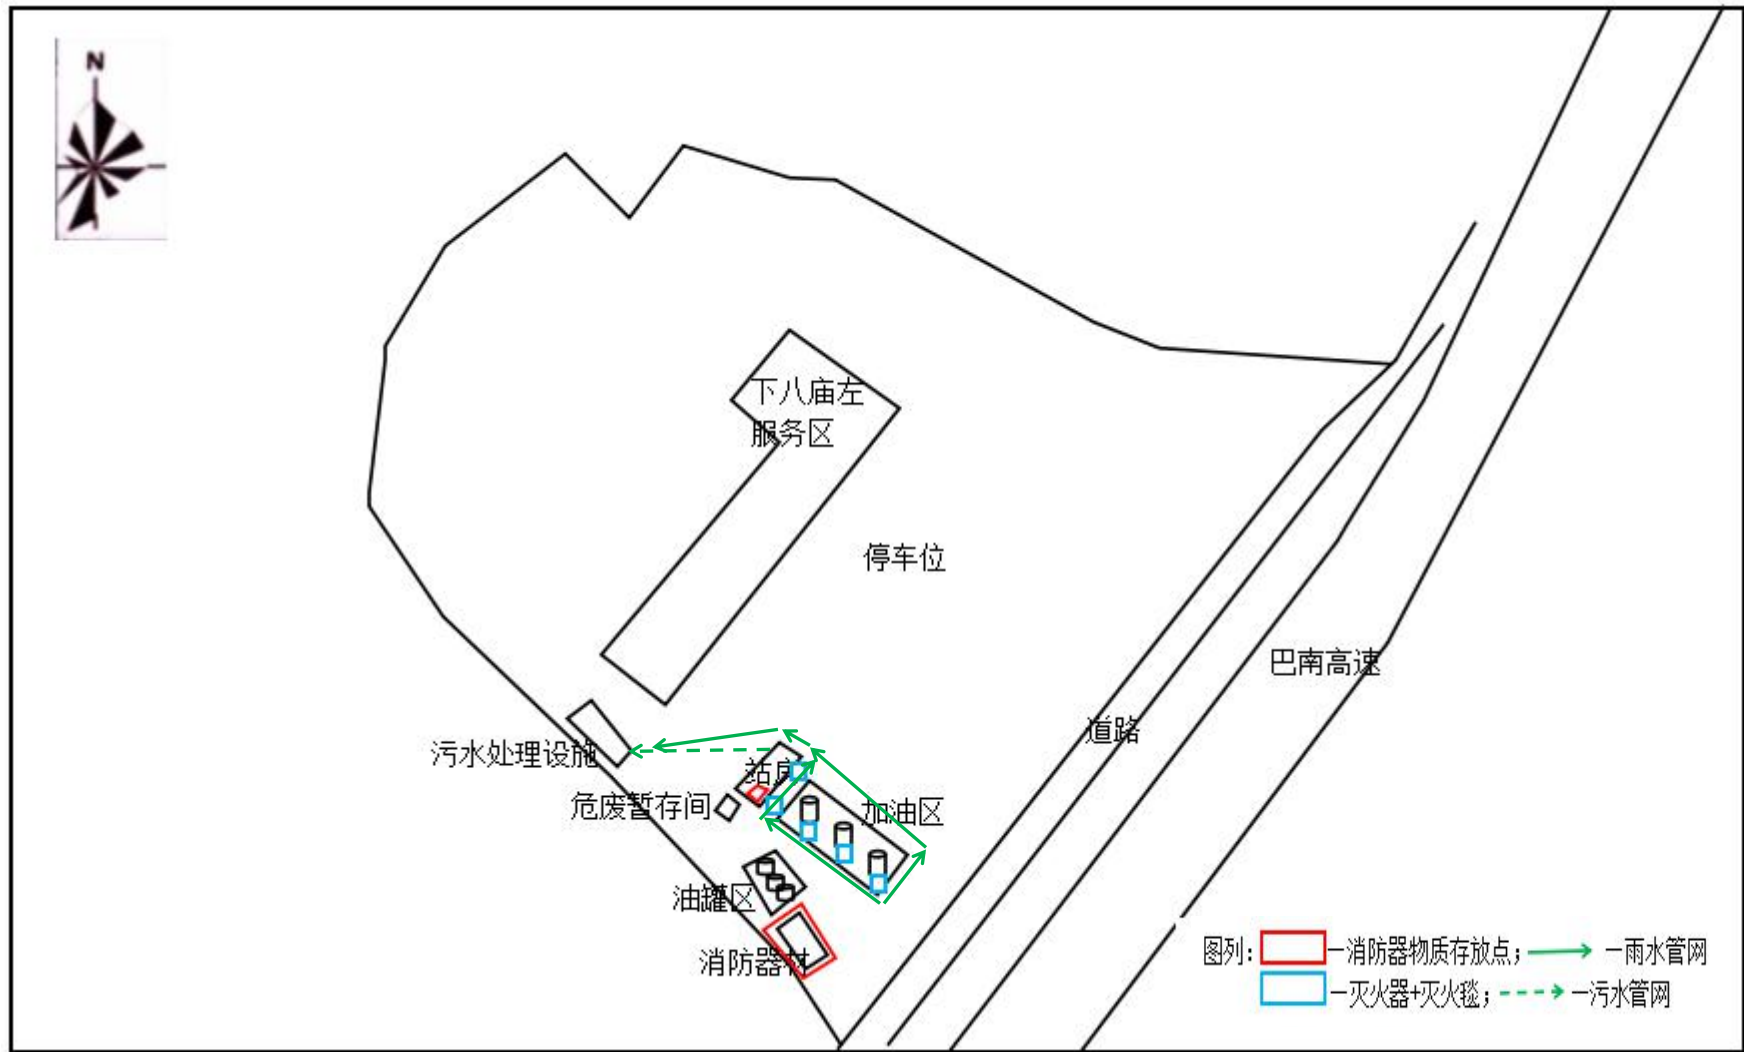 N
下八庙左
服务区
停车位
巴南高速
道路
污水处理设施
站房
危废暂存间
加油区
油罐区
消防器材
图列：
—消防器物质存放点；
—雨水管网
—灭火器+灭火毯；
—污水管网